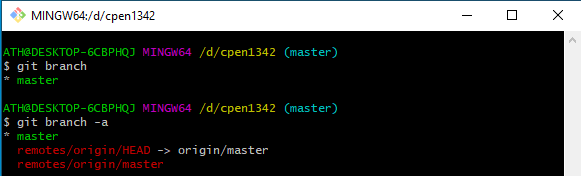 MINGW64:/d/cpen1342
ATH@DESKTOP-6CBPHQJ MINGW64 /d/cpen1342 (master)
$ git branch
* master
ATH@DESKTOP-6CBPHQJ MINGW64 /d/cpen1342 (master)
$ git branch -a
* master
remotes/origin/HEAD -> origin/master
remotes/origin/master